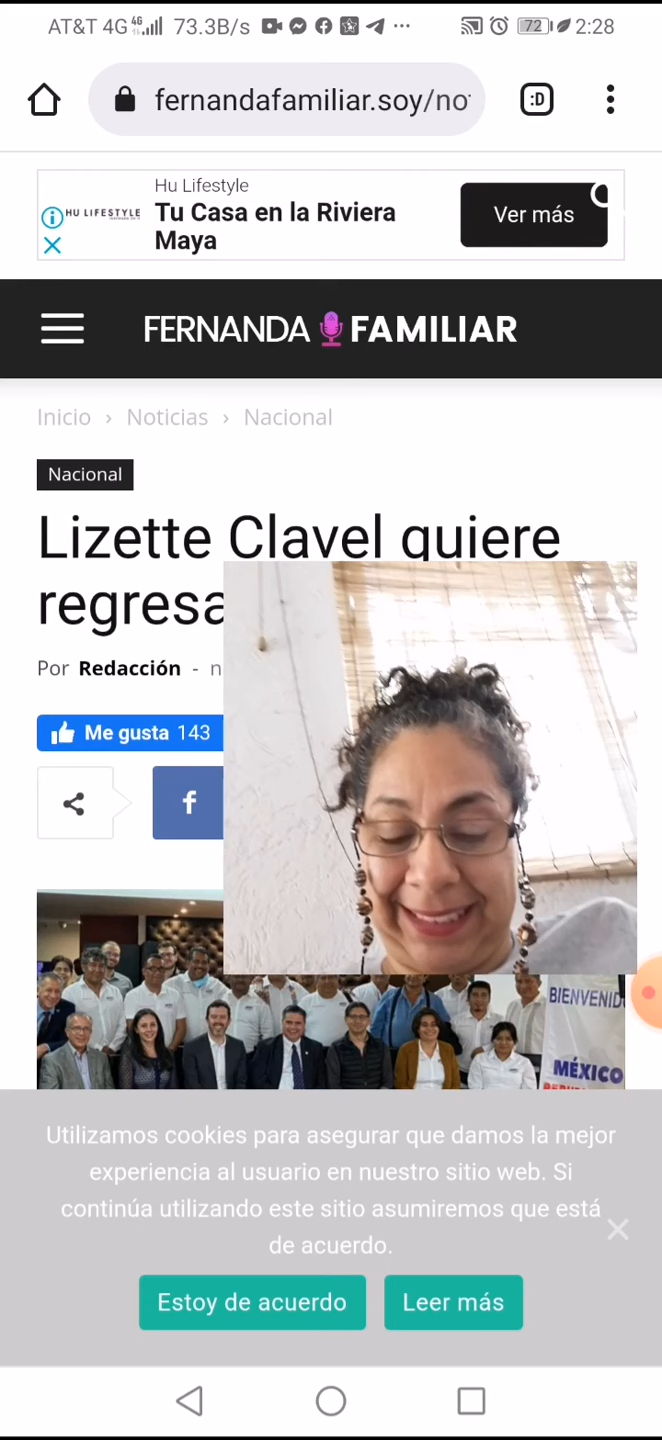 AT&T 4G 4G 73.3B/s ... 72 2:28
fernandafamiliar.soy/no :D
Hu Lifestyle
HU LIFESTYLE
Tu Casa en la Riviera
Maya
Ver más
FERNANDA FAMILIAR
Inicio › Noticias › Nacional
Nacional
Lizette Clavel quiere
regresa
Por Redacción - n
Me gusta 143
f
BIENVENID
MÉXICO
Utilizamos cookies para asegurar que damos la mejor
experiencia al usuario en nuestro sitio web. Si
continúa utilizando este sitio asumiremos que está
de acuerdo.
Estoy de acuerdo Leer más